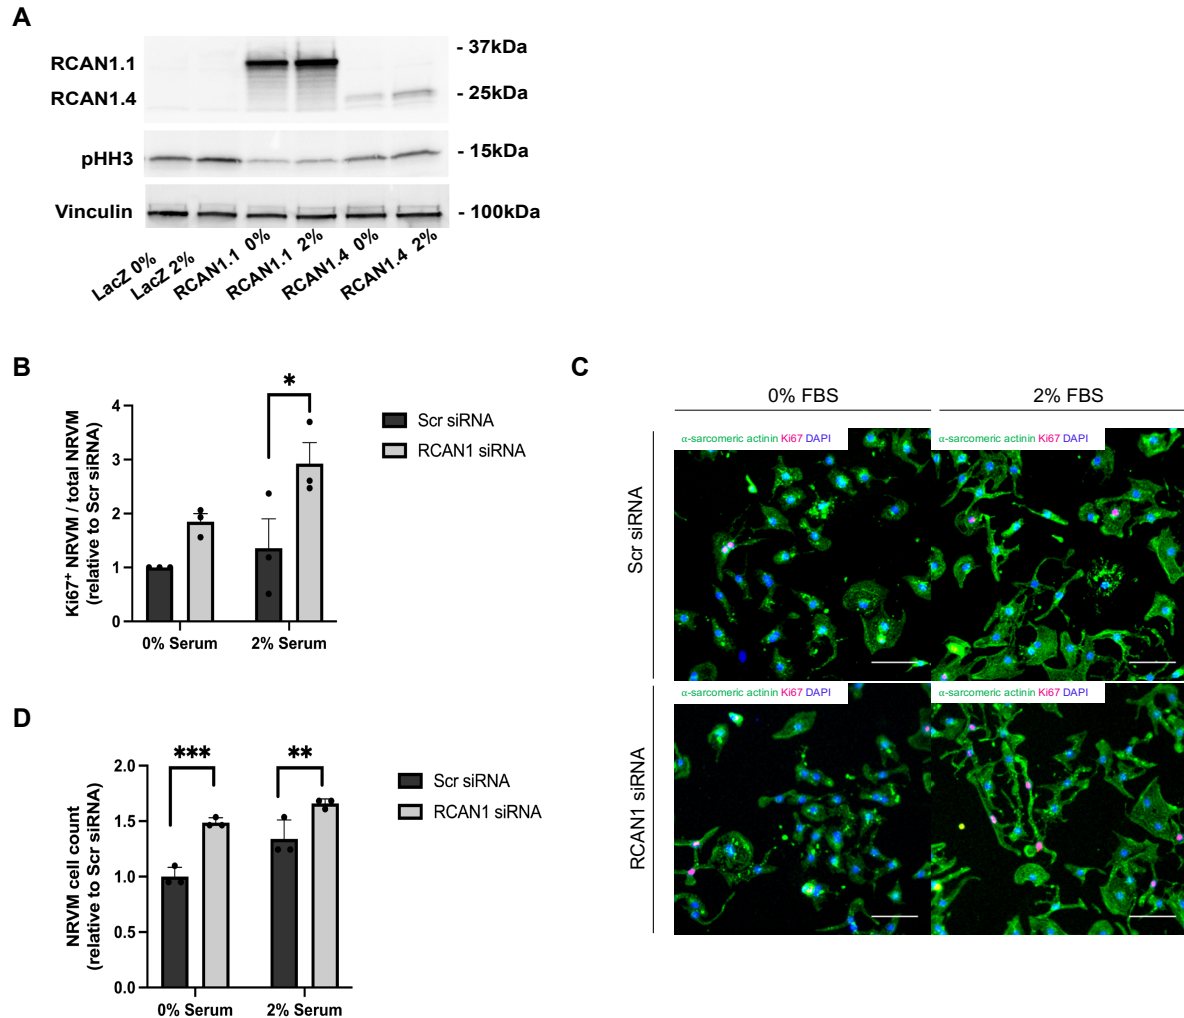 A
RCAN1.1
RCAN1.4
- 37kDa
- 25kDa
pHH3
- 15kDa
Vinculin
- 100kDa
LacZ 0%
LacZ 2%
RCAN1.1 0%
RCAN1.1 2%
RCAN1.4 0%
RCAN1.4 2%
B
Ki67⁺ NRVM / total NRVM
(relative to Scr siRNA)
4
3
2
1
0
*
0% Serum
2% Serum
Scr siRNA
RCAN1 siRNA
C
0% FBS
2% FBS
Scr siRNA
RCAN1 siRNA
α-sarcomeric actinin Ki67 DAPI
α-sarcomeric actinin Ki67 DAPI
α-sarcomeric actinin Ki67 DAPI
α-sarcomeric actinin Ki67 DAPI
D
NRVM cell count
(relative to Scr siRNA)
2.0
1.5
1.0
0.5
0.0
***
**
0% Serum
2% Serum
Scr siRNA
RCAN1 siRNA